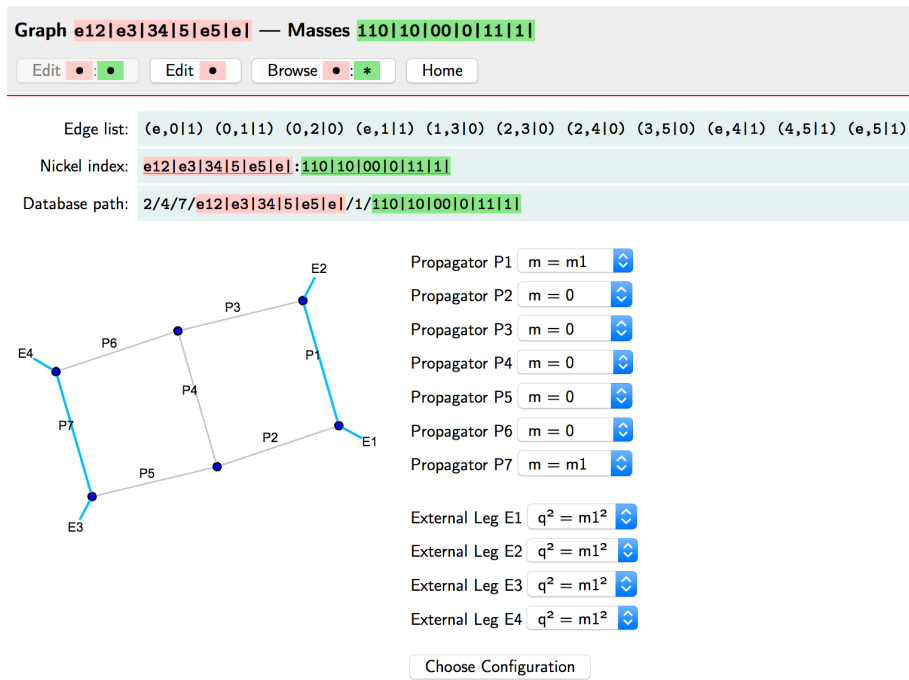 Graph e12|e3|34|5|e5|e| — Masses 110|10|00|0|11|1|
Edit ● : ● Edit ● Browse ● : * Home
Edge list: (e,0|1) (0,1|1) (0,2|0) (e,1|1) (1,3|0) (2,3|0) (2,4|0) (3,5|0) (e,4|1) (4,5|1) (e,5|1)
Nickel index: e12|e3|34|5|e5|e|:110|10|00|0|11|1|
Database path: 2/4/7/e12|e3|34|5|e5|e|/1/110|10|00|0|11|1|
E2
P3
P6
E4
P1
P4
P7
P2
E1
P5
E3
Propagator P1 m = m1
Propagator P2 m = 0
Propagator P3 m = 0
Propagator P4 m = 0
Propagator P5 m = 0
Propagator P6 m = 0
Propagator P7 m = m1
External Leg E1 q² = m1²
External Leg E2 q² = m1²
External Leg E3 q² = m1²
External Leg E4 q² = m1²
Choose Configuration